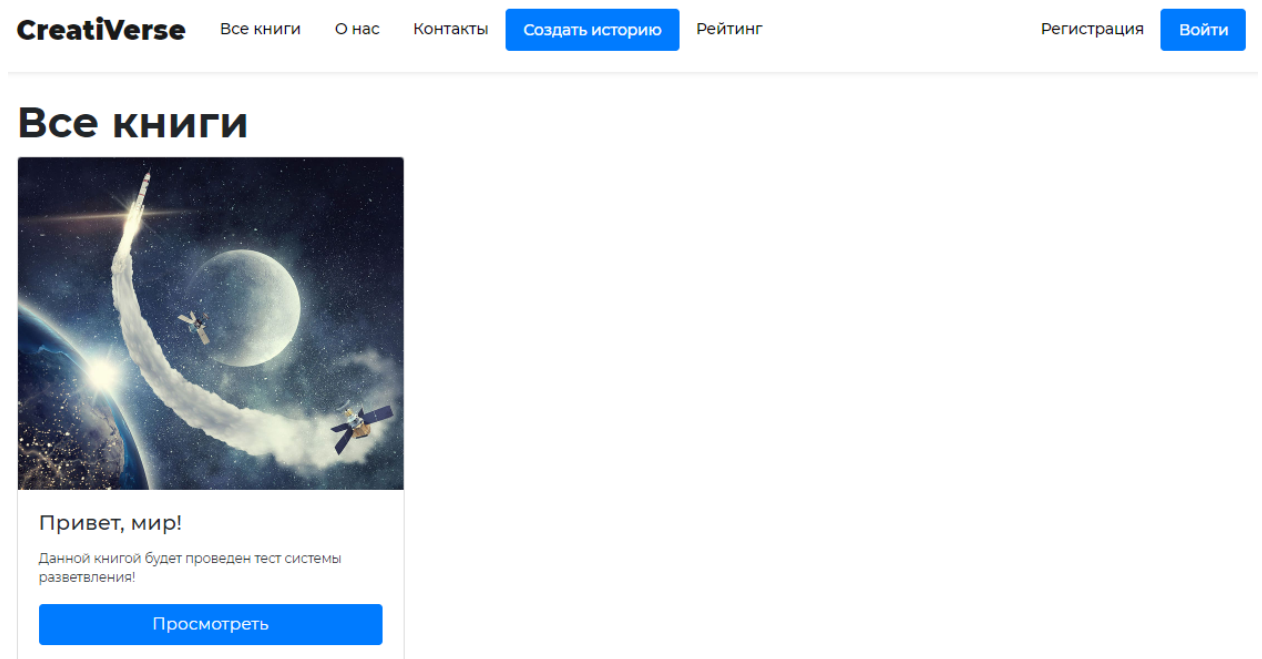 CreatiVerse Все книги О нас Контакты Создать историю Рейтинг Регистрация Войти
Все книги
Привет, мир!
Данной книгой будет проведен тест системы
разветвления!
Просмотреть